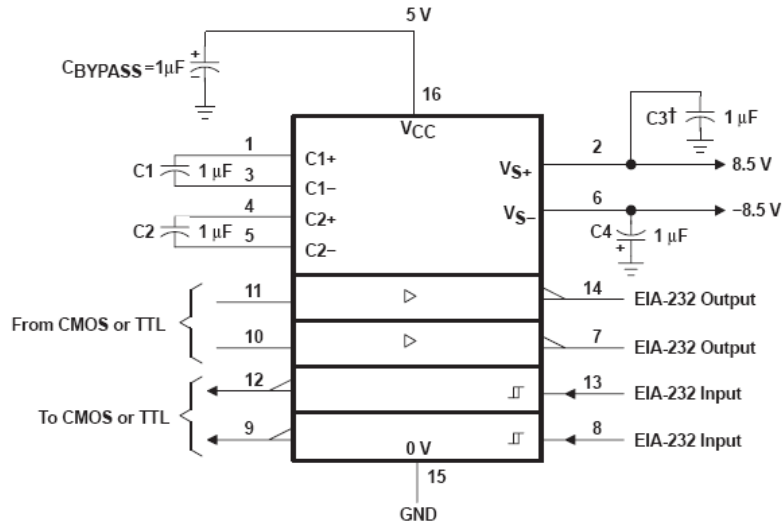 5 V
CBYPASS=1μF
+
−
16
VCC
C3†
1 μF
1
C1+
C1
1 μF
3
C1−
2
VS+
8.5 V
4
C2+
C2
1 μF
5
C2−
6
VS−
−8.5 V
C4
+
1 μF
From CMOS or TTL
11
14
EIA-232 Output
10
7
EIA-232 Output
To CMOS or TTL
12
13
EIA-232 Input
9
8
EIA-232 Input
0 V
15
GND